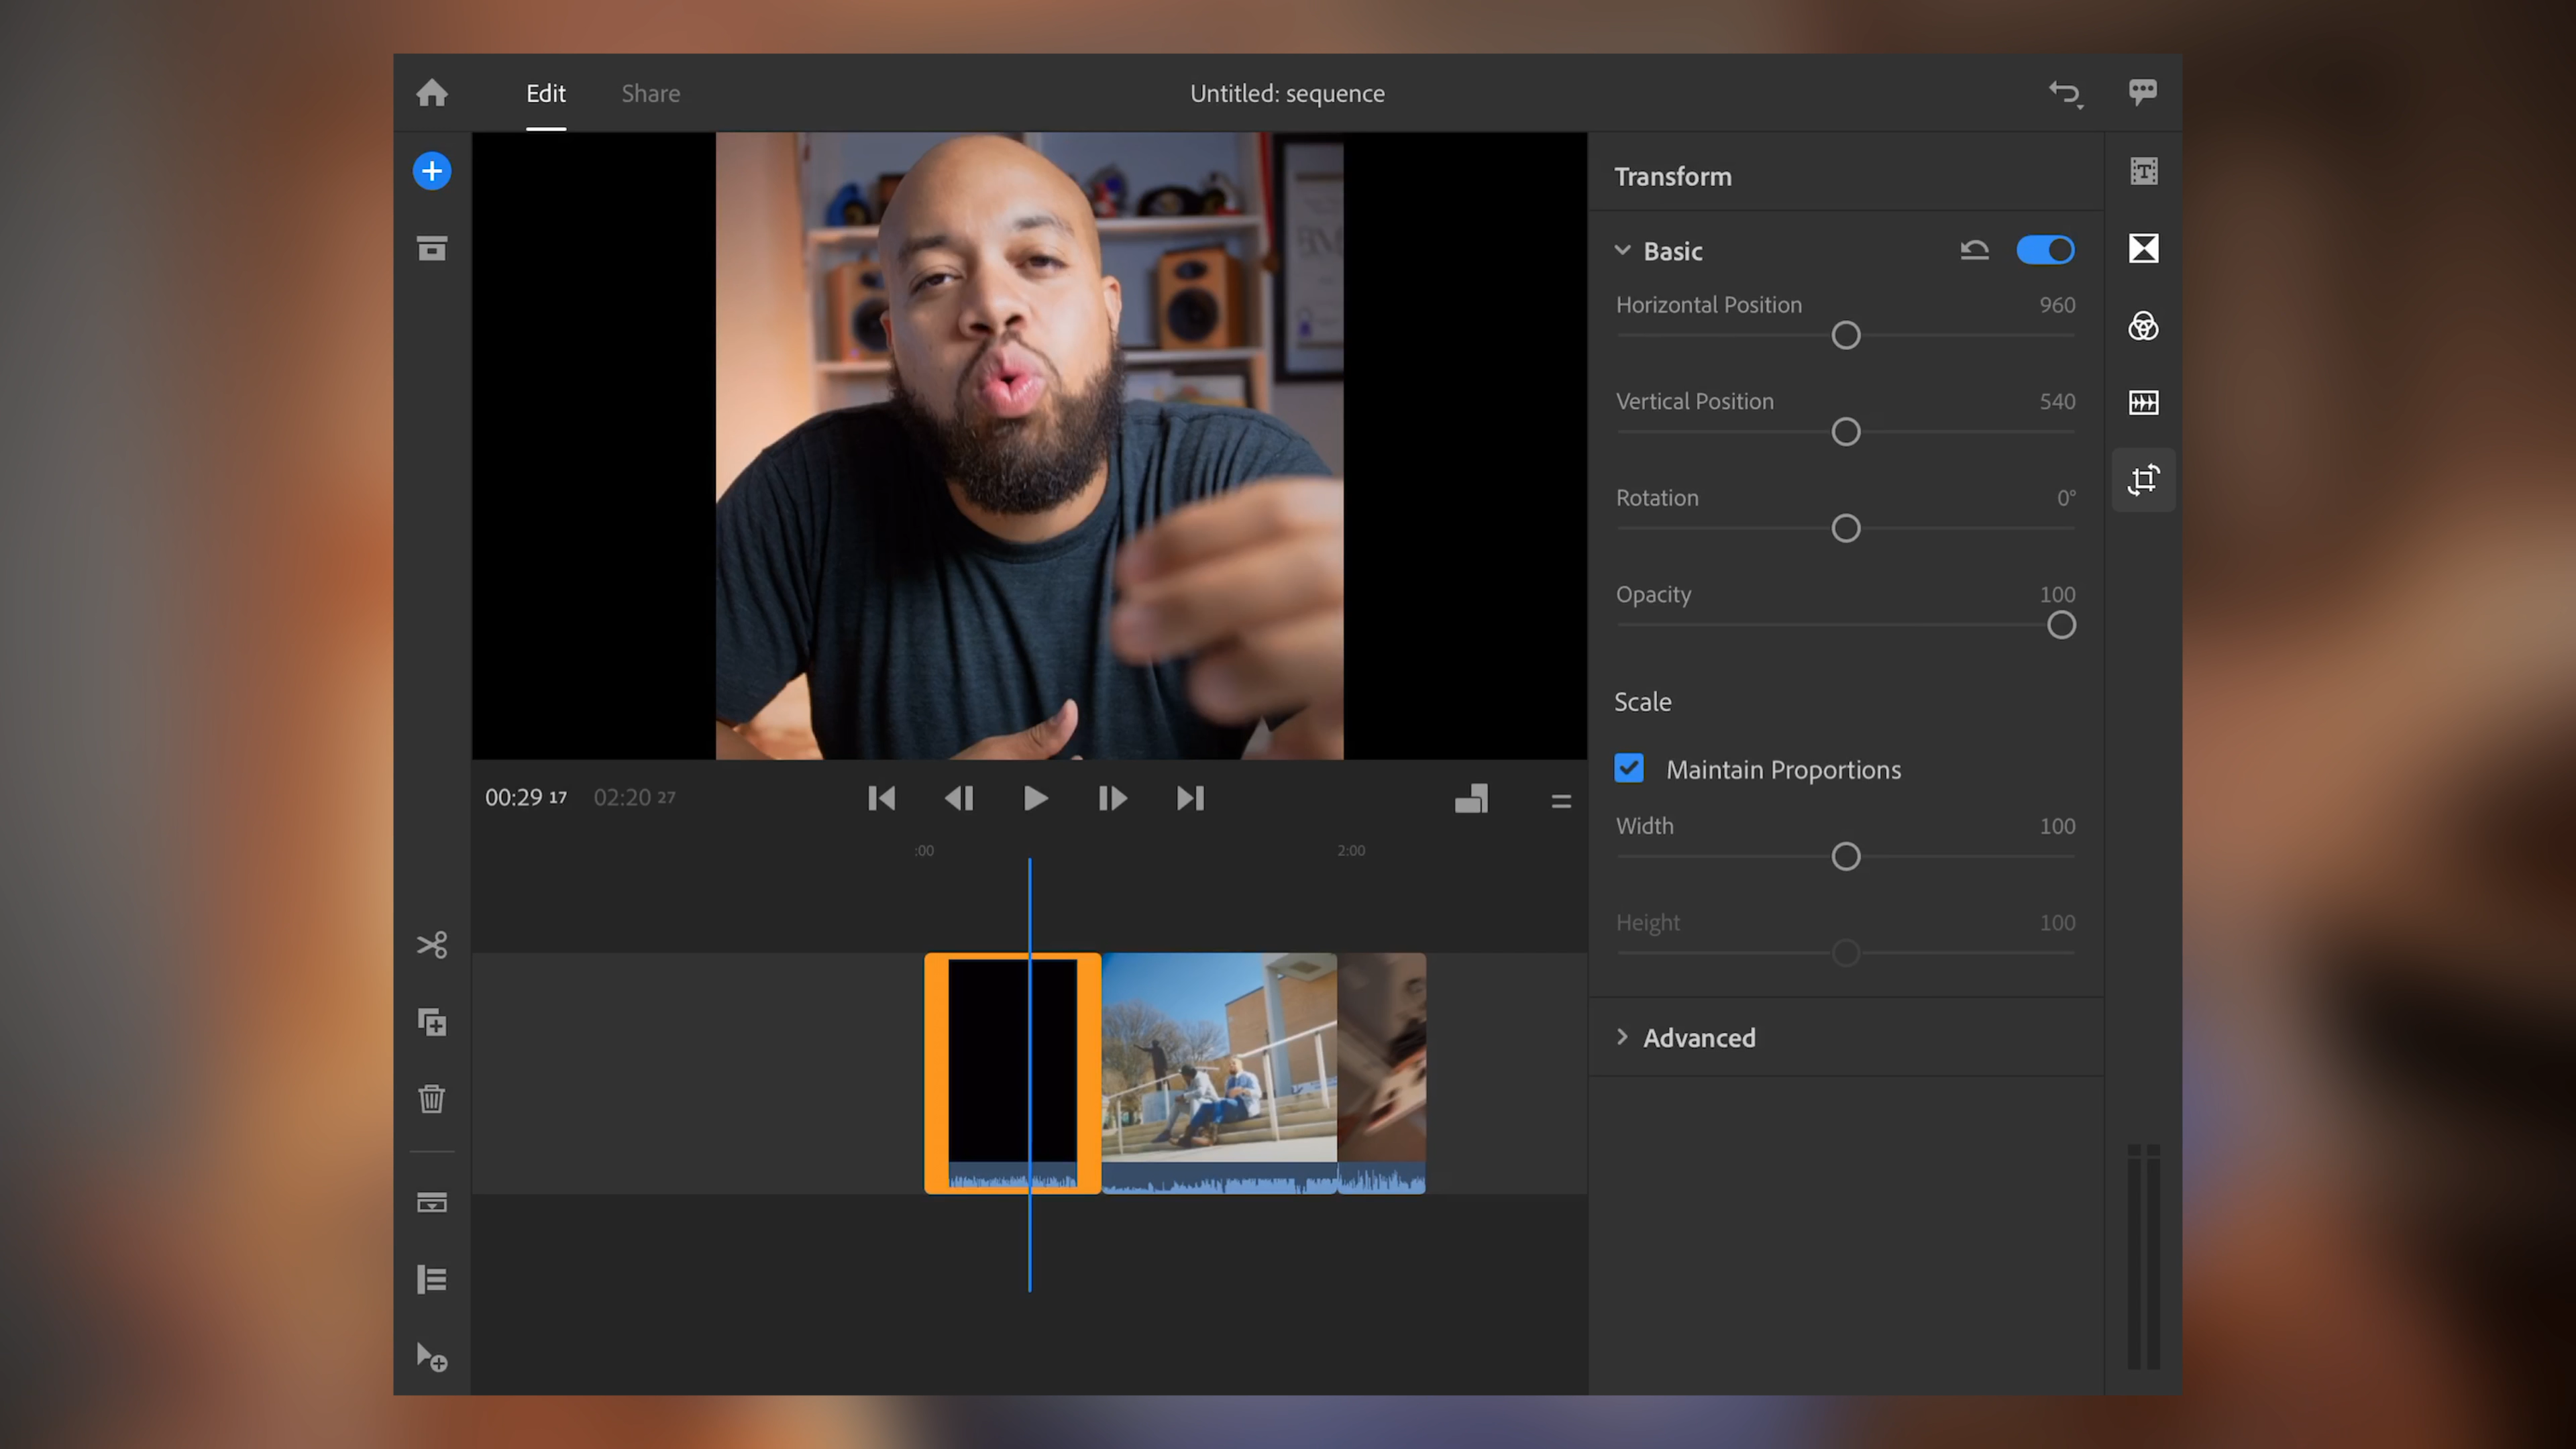 Edit
Share
Untitled: sequence
Transform
Basic
Horizontal Position
960
Vertical Position
540
Rotation
0°
Opacity
100
Scale
Maintain Proportions
Width
100
Height
100
Advanced
00:29 17
02:20 27
:00
2:00